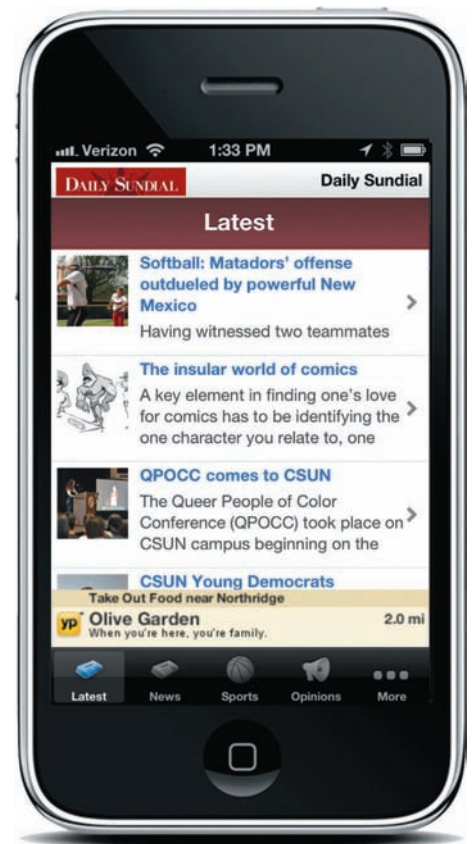 Verizon 1:33 PM
DAILY SUNDIAL Daily Sundial
Latest
Softball: Matadors' offense
outdueled by powerful New
Mexico
Having witnessed two teammates
The insular world of comics
A key element in finding one's love
for comics has to be identifying the
one character you relate to, one
QPOCC comes to CSUN
The Queer People of Color
Conference (QPOCC) took place on
CSUN campus beginning on the
CSUN Young Democrats
Take Out Food near Northridge
yp Olive Garden 2.0 mi
When you're here, you're family.
Latest News Sports Opinions More